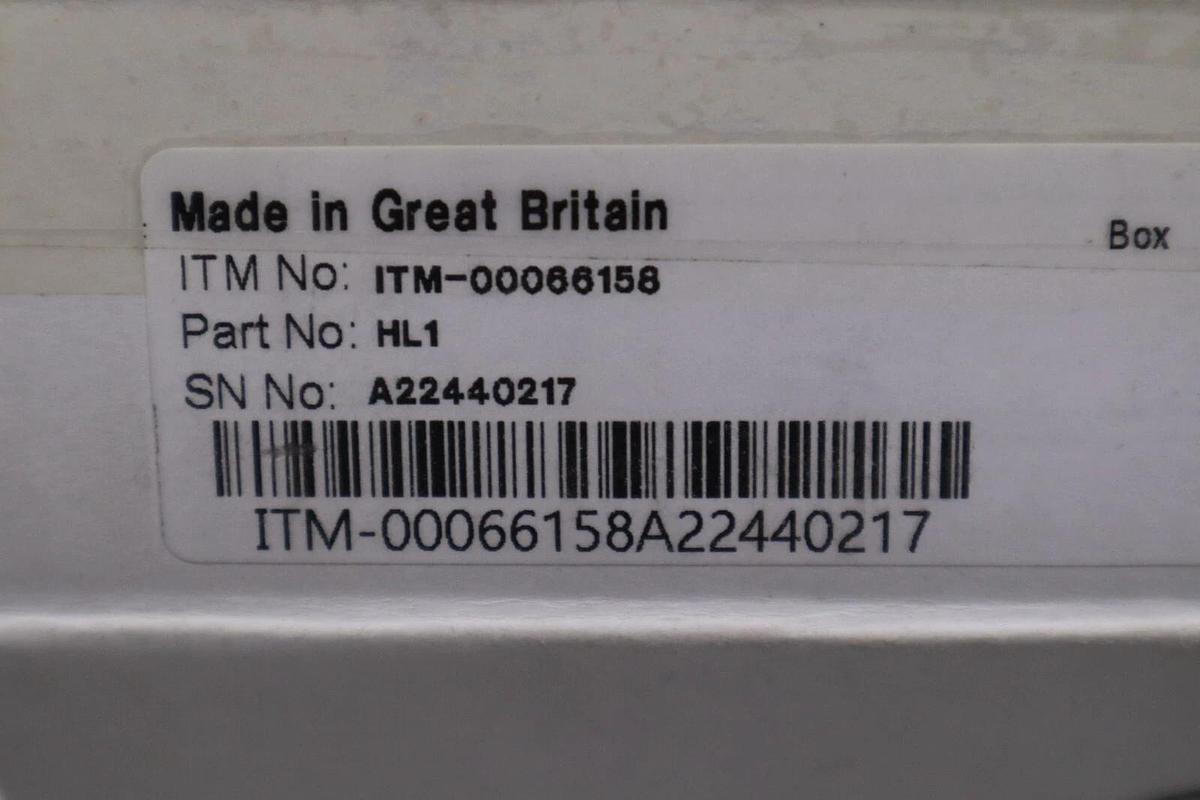 Made in Great Britain
Box
ITM No: ITM-00066158
Part No: HL1
SN No: A22440217
ITM-00066158A22440217